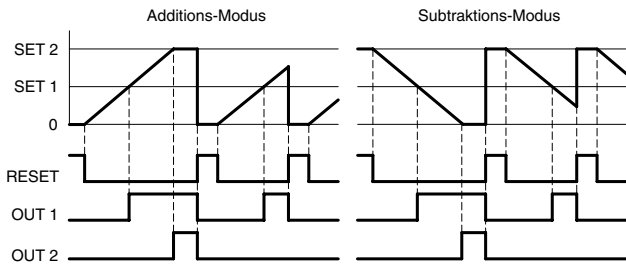 Additions-Modus
Subtraktions-Modus
SET 2
SET 1
0
RESET
OUT 1
OUT 2